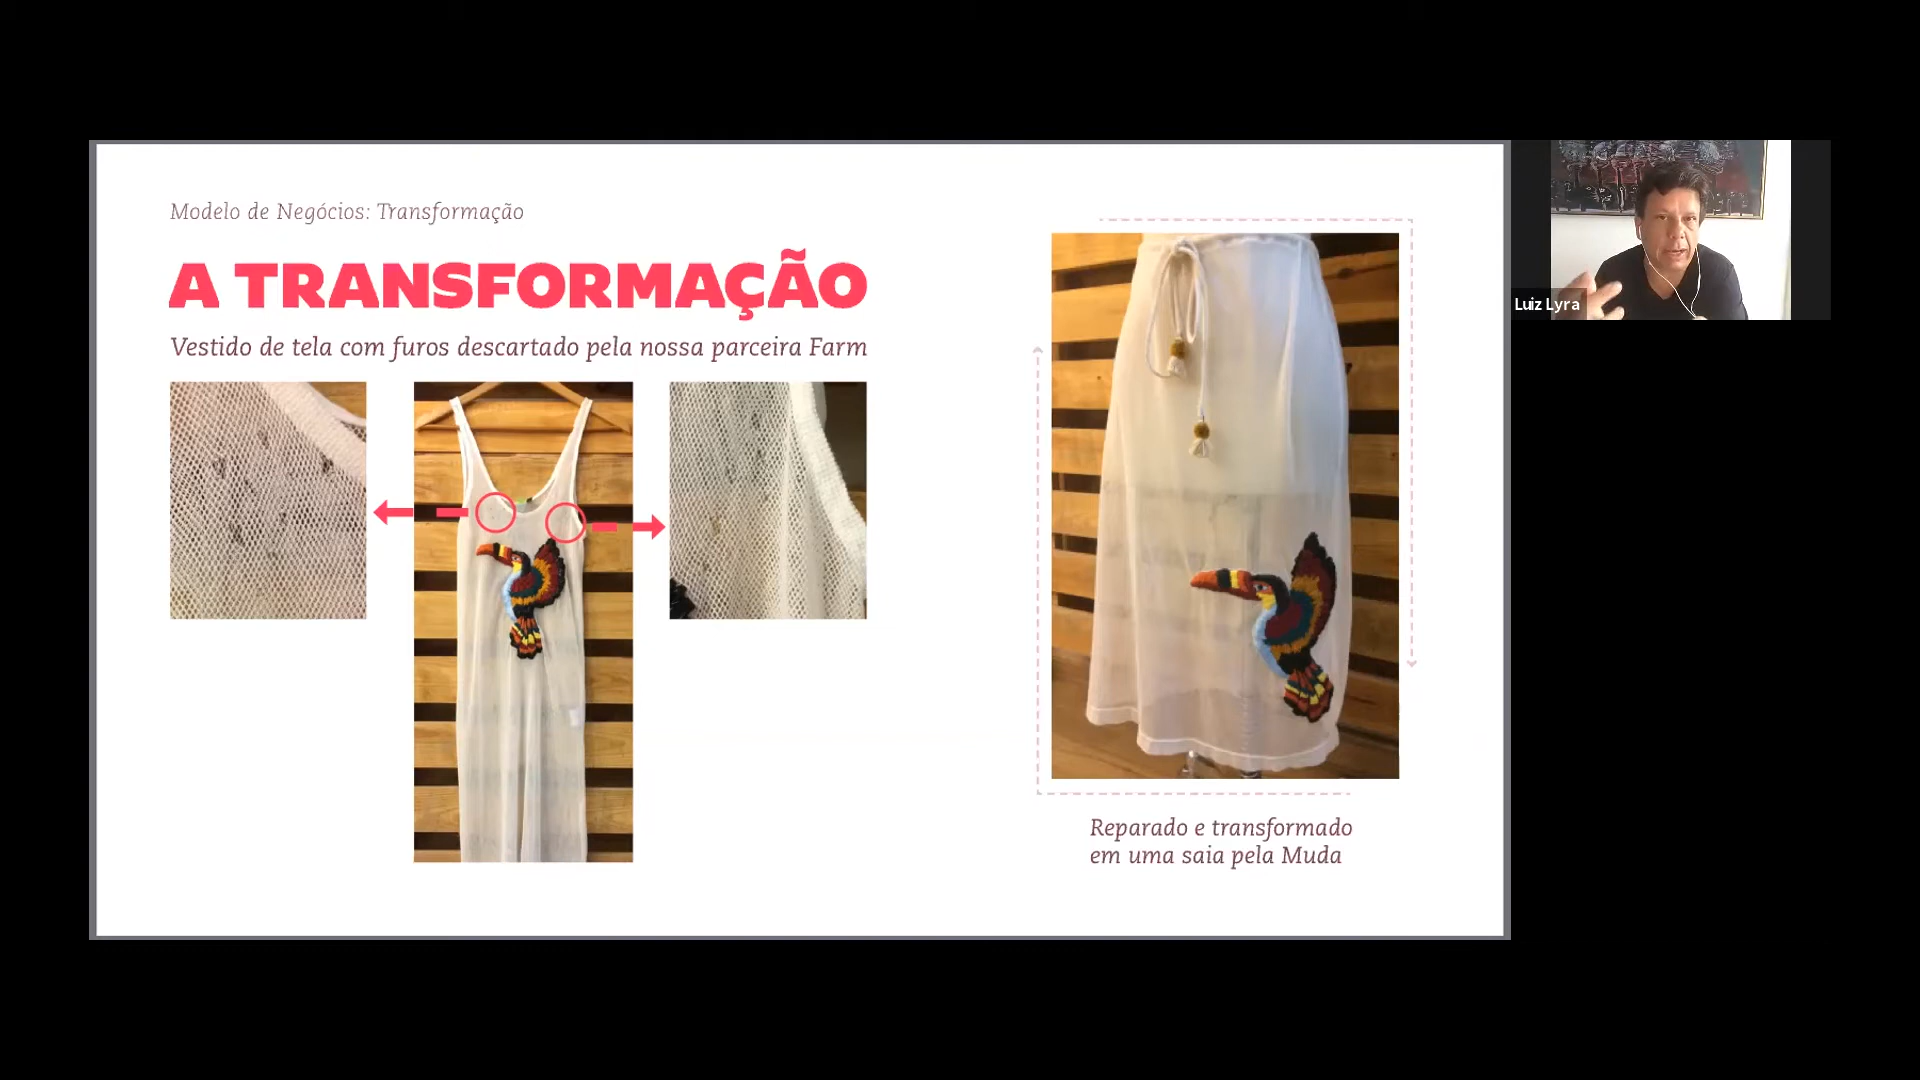 Modelo de Negócios: Transformação
A TRANSFORMAÇÃO
Vestido de tela com furos descartado pela nossa parceira Farm
Reparado e transformado
em uma saia pela Muda
Luiz Lyra